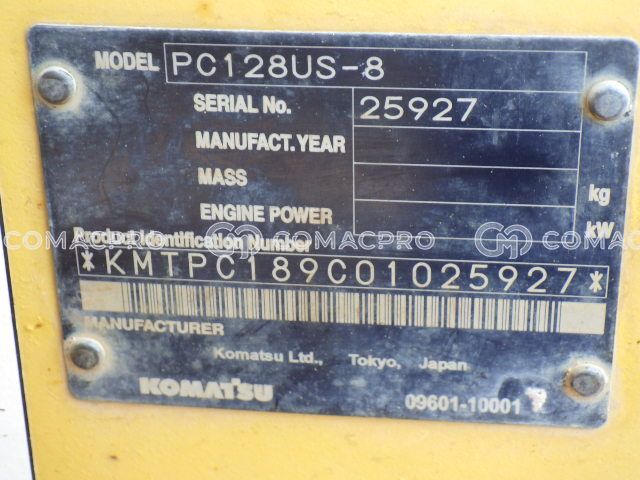 MODEL PC128US-8
SERIAL No. 25927
MANUFACT.YEAR
MASS kg
ENGINE POWER kW
COMACPRO COMACPRO COMACPRO
Product Identification Number
*KMTPC189C01025927*
MANUFACTURER
Komatsu Ltd., Tokyo, Japan
KOMATSU 09601-10001